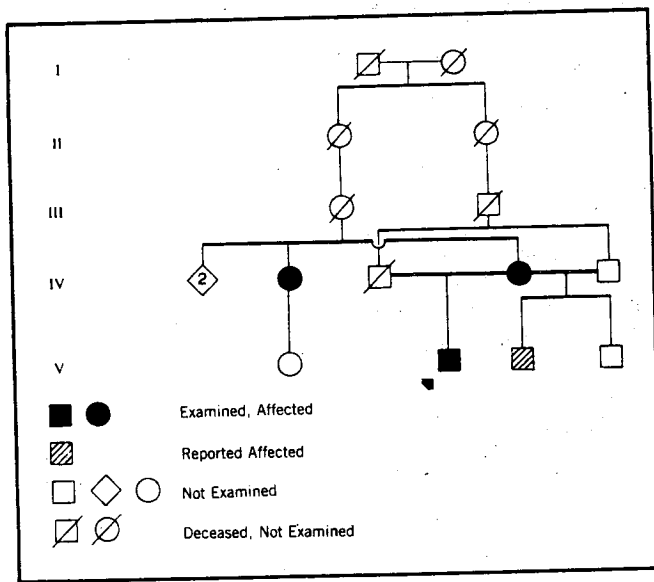 I
II
III
2
IV
V
Examined, Affected
Reported Affected
Not Examined
Deceased, Not Examined